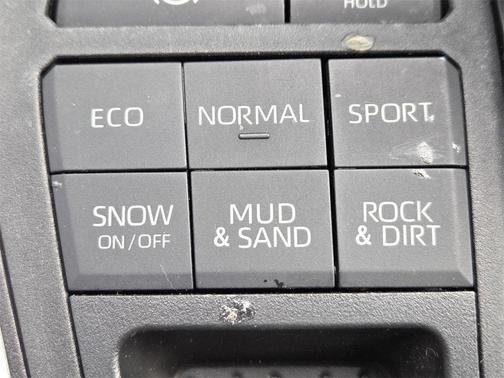 HOLD
ECO
NORMAL
SPORT
SNOW
ON/OFF
MUD
& SAND
ROCK
& DIRT